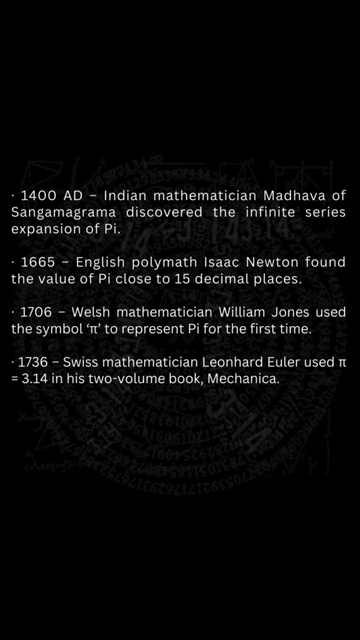 · 1400 AD – Indian mathematician Madhava of
Sangamagrama discovered the infinite series
expansion of Pi.
· 1665 – English polymath Isaac Newton found
the value of Pi close to 15 decimal places.
· 1706 – Welsh mathematician William Jones used
the symbol ‘π’ to represent Pi for the first time.
· 1736 – Swiss mathematician Leonhard Euler used π
= 3.14 in his two-volume book, Mechanica.